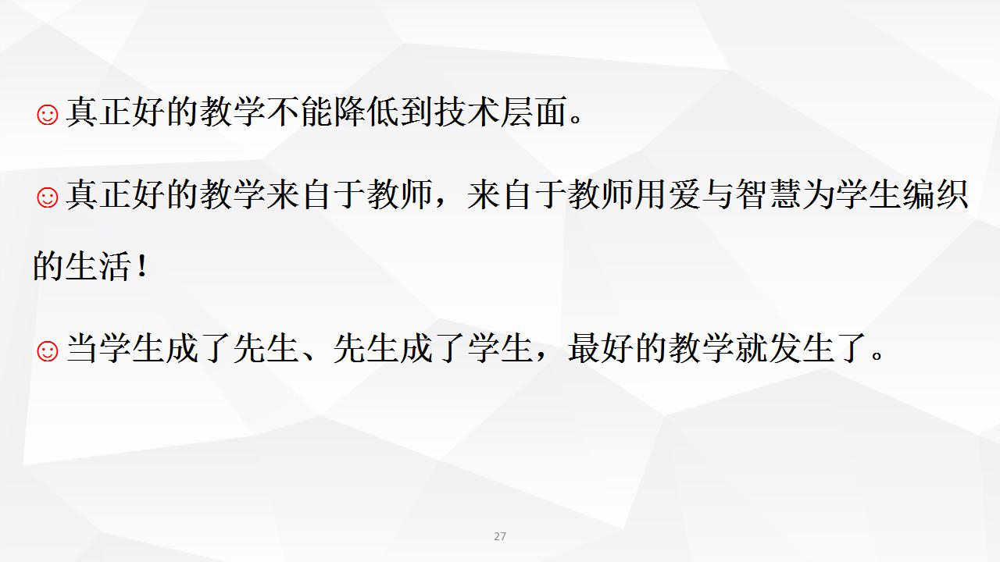 ☺真正好的教学不能降低到技术层面。
☺真正好的教学来自于教师，来自于教师用爱与智慧为学生编织
的生活！
☺当学生成了先生、先生成了学生，最好的教学就发生了。
27